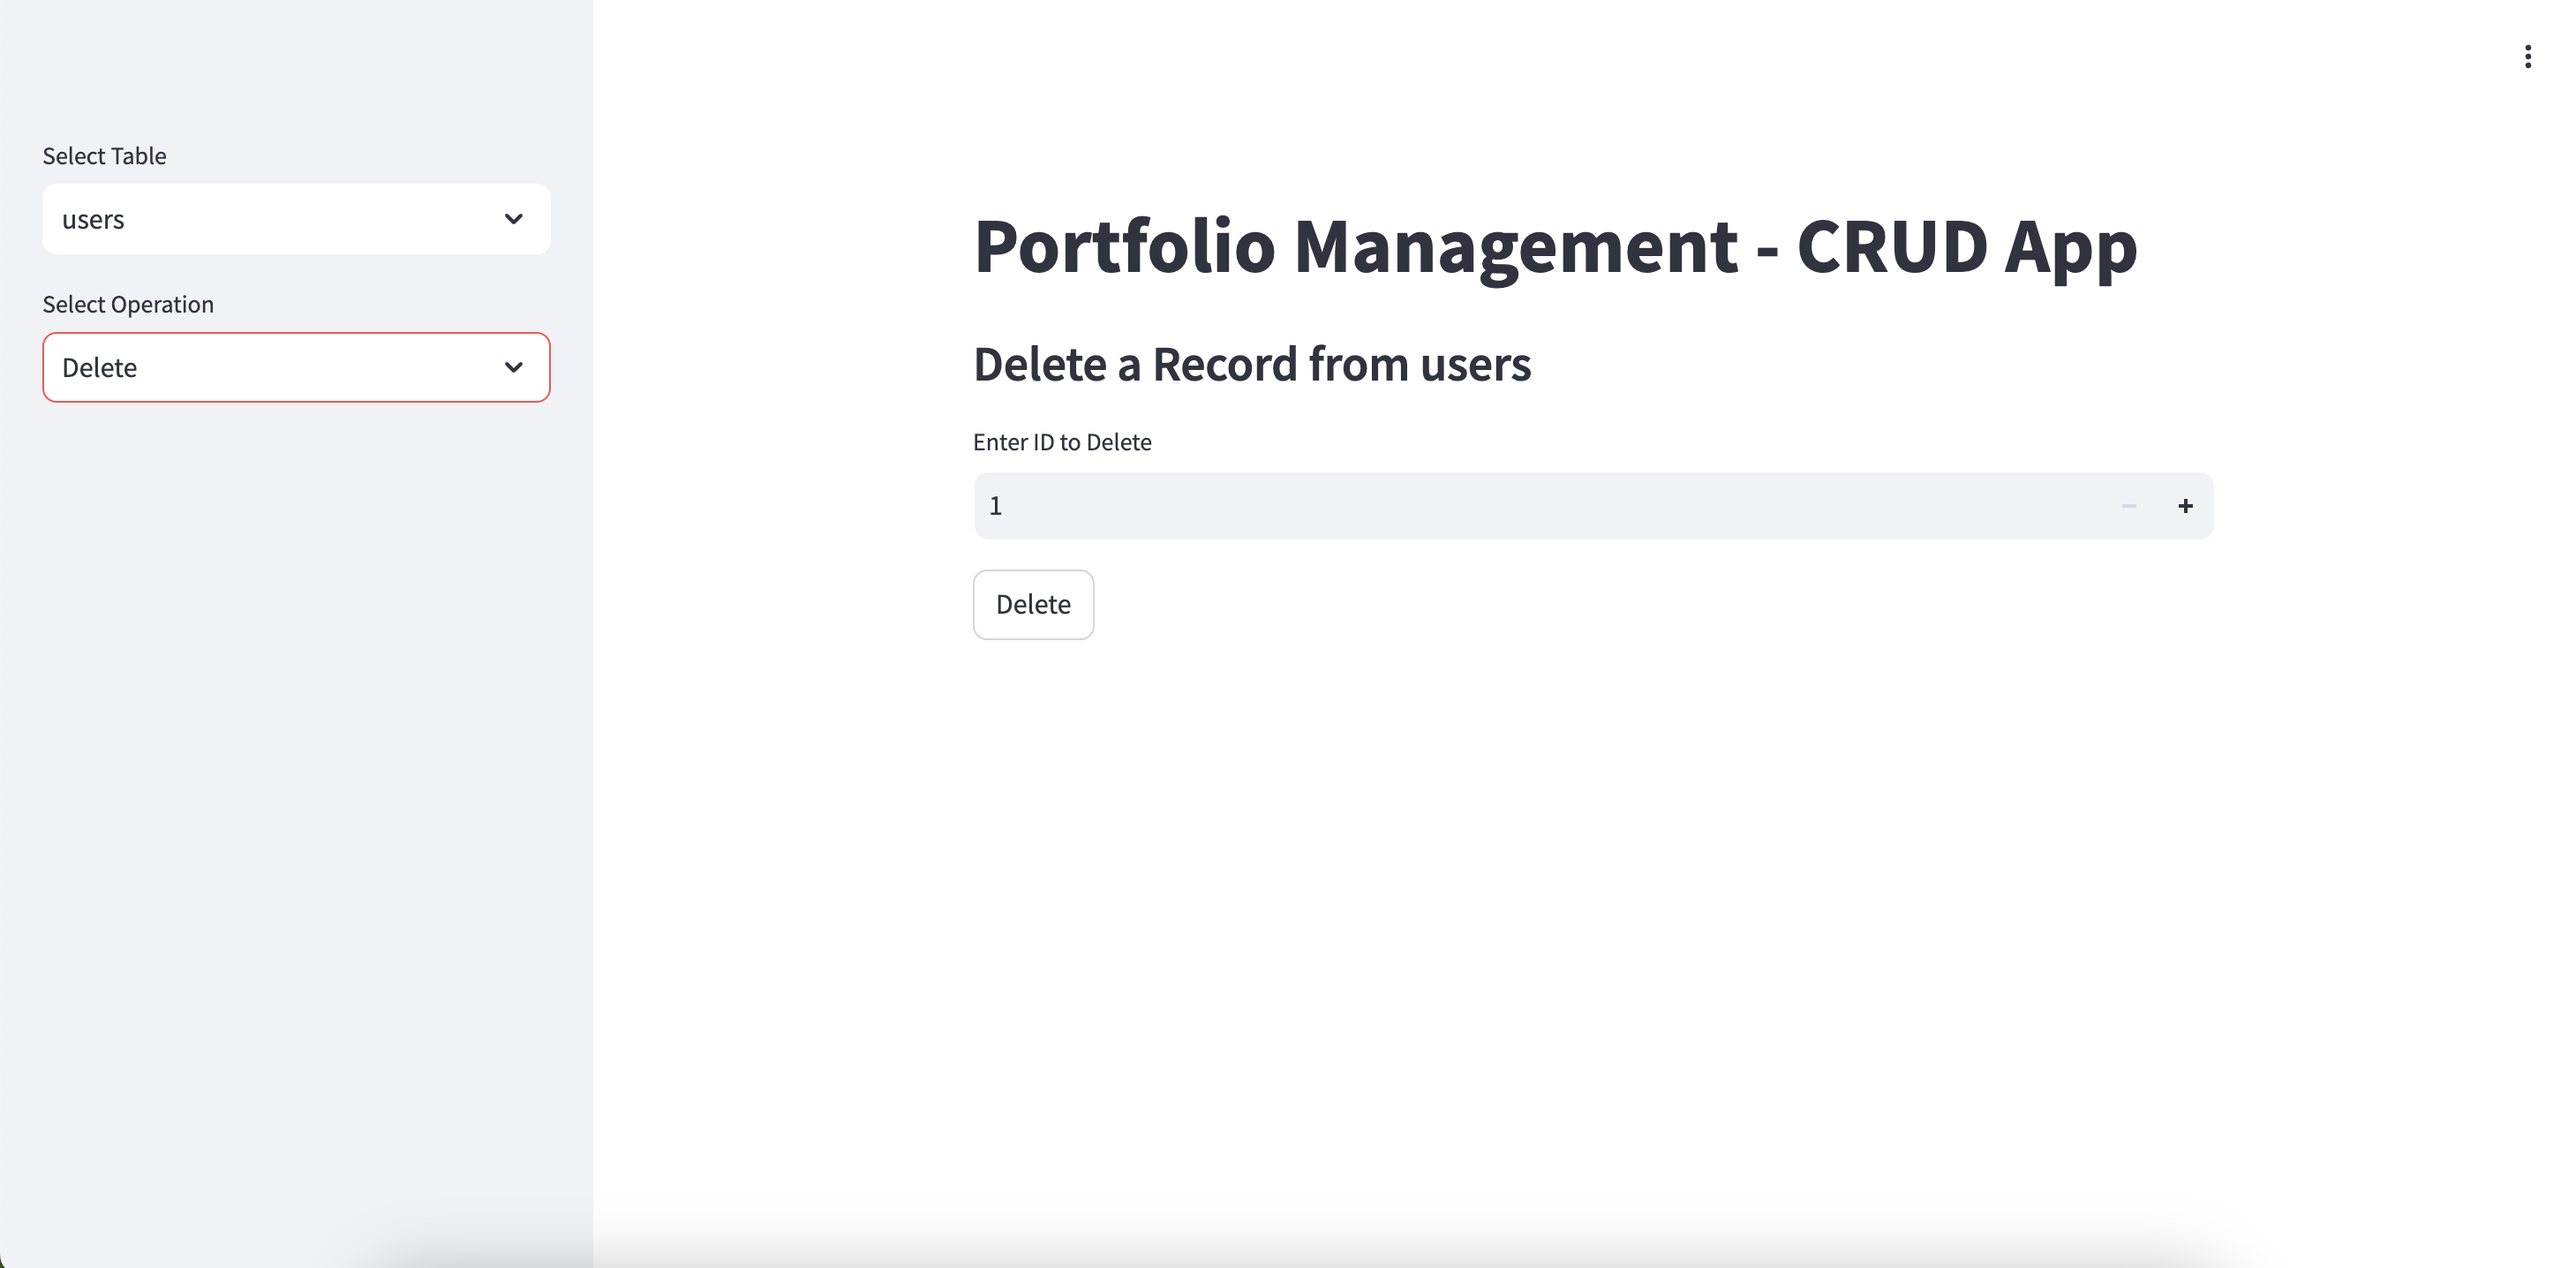 Select Table
users
Select Operation
Delete
Portfolio Management - CRUD App
Delete a Record from users
Enter ID to Delete
1
Delete